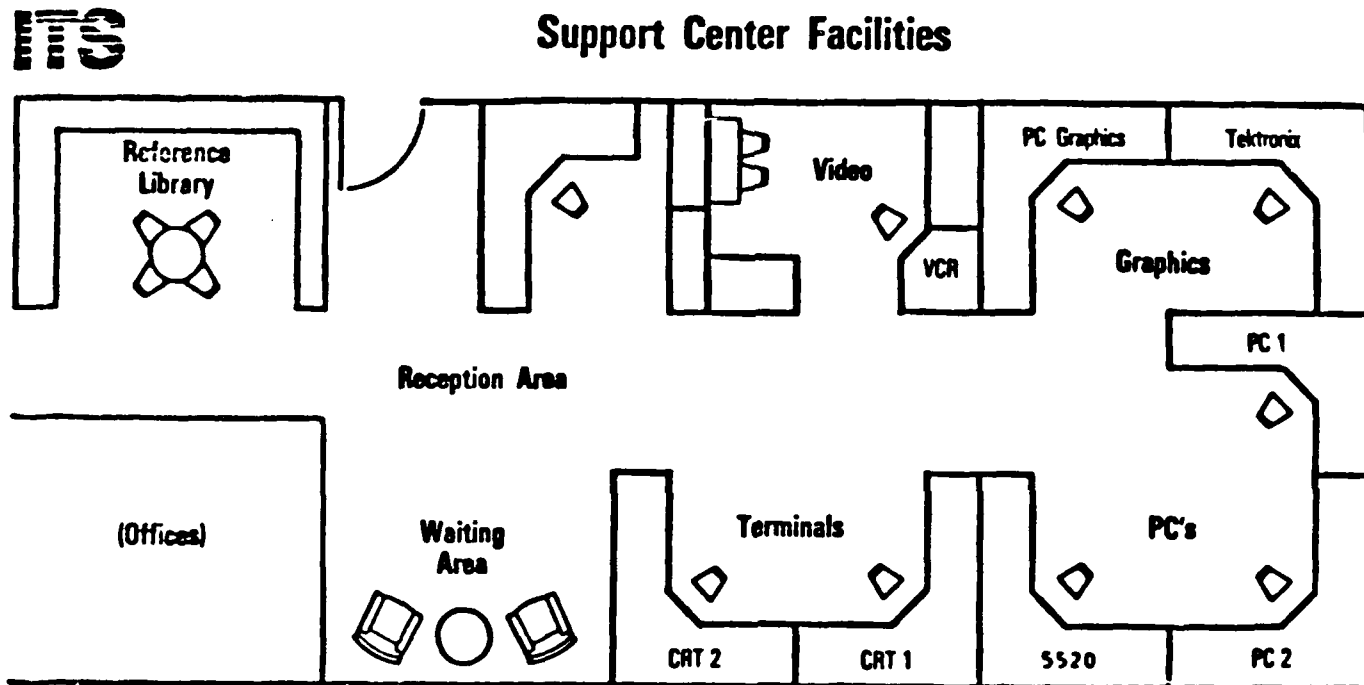 ITS
Support Center Facilities
Reference
Library
Video
VCR
PC Graphics
Tektronix
Graphics
PC 1
Reception Area
(Offices)
Waiting
Area
Terminals
PC's
CRT 2
CRT 1
5520
PC 2